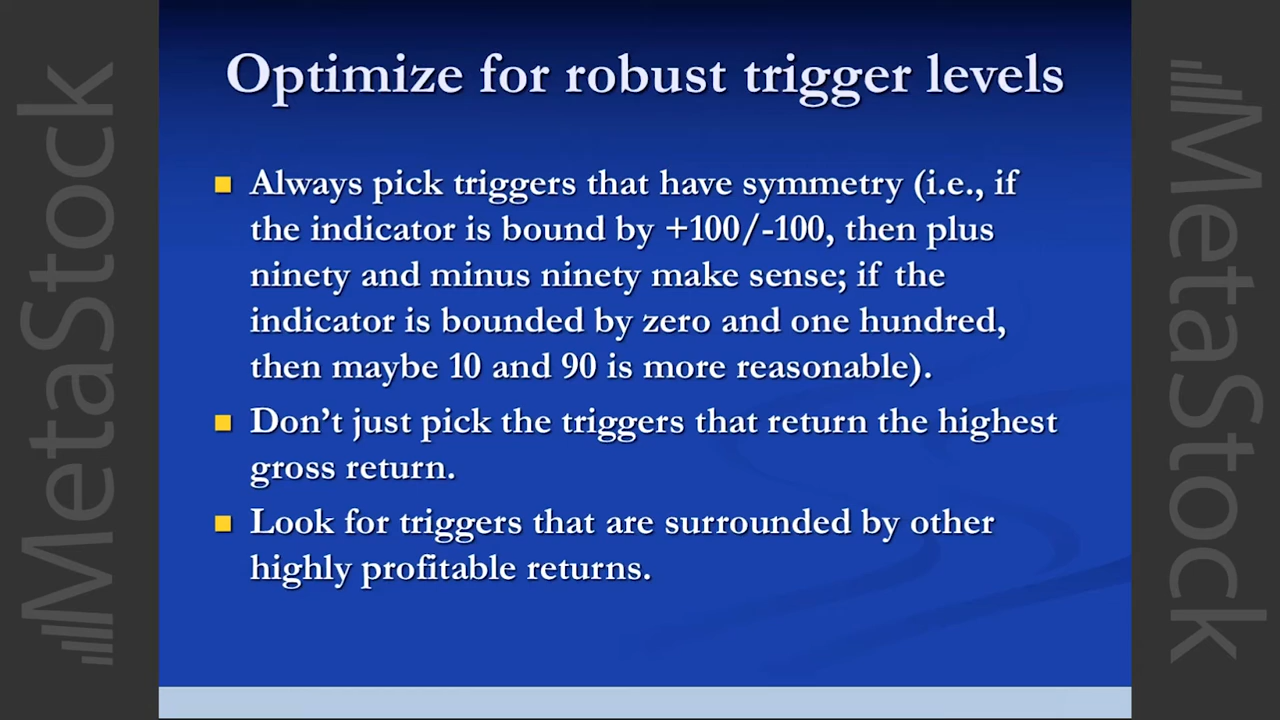 MetaStock
Optimize for robust trigger levels
Always pick triggers that have symmetry (i.e., if
the indicator is bound by +100/-100, then plus
ninety and minus ninety make sense; if the
indicator is bounded by zero and one hundred,
then maybe 10 and 90 is more reasonable).
Don’t just pick the triggers that return the highest
gross return.
Look for triggers that are surrounded by other
highly profitable returns.
MetaStock